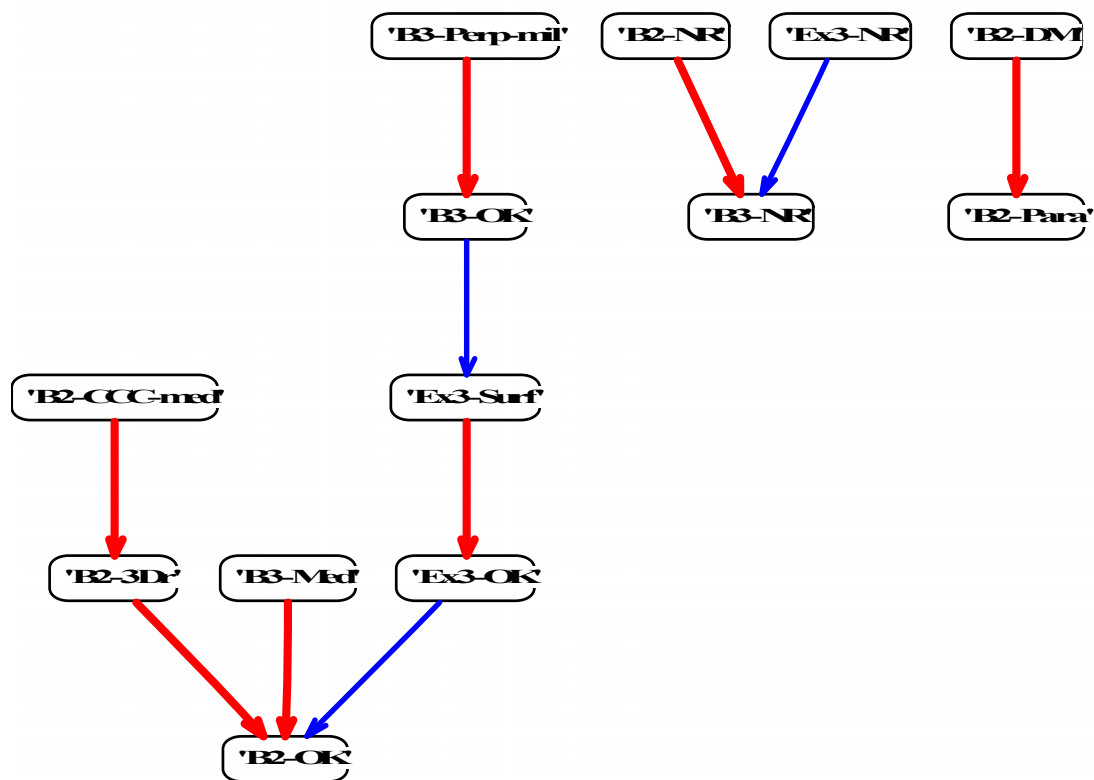 'B3-Perp-mil' 'B2-NR' 'Ex3-NR' 'B2-DM'
'B3-OK' 'B3-NR' 'B2-Para'
'B2-CCC-med' 'Ex3-Surf'
'B2-3Dr' 'B3-Med' 'Ex3-OK'
'B2-OK'